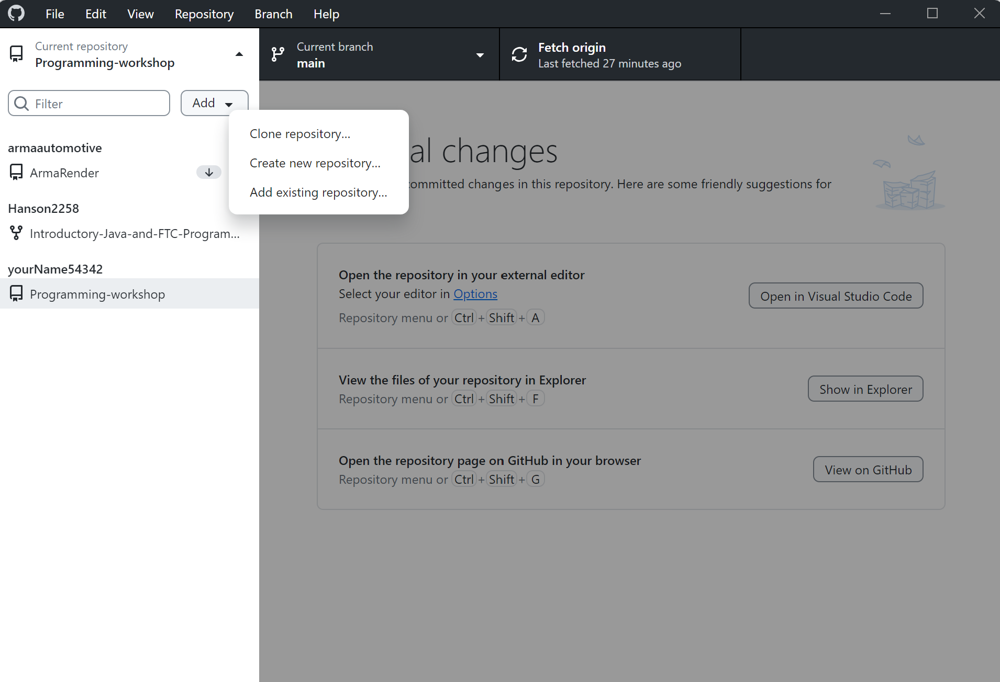 File Edit View Repository Branch Help
Current repository
Programming-workshop
Current branch
main
Fetch origin
Last fetched 27 minutes ago
Filter
Add
Clone repository...
Create new repository...
Add existing repository...
armaautomotive
ArmaRender
Hanson2258
Introductory-Java-and-FTC-Program...
yourName54342
Programming-workshop
al changes
committed changes in this repository. Here are some friendly suggestions for
Open the repository in your external editor
Select your editor in Options
Repository menu or Ctrl + Shift + A
Open in Visual Studio Code
View the files of your repository in Explorer
Repository menu or Ctrl + Shift + F
Show in Explorer
Open the repository page on GitHub in your browser
Repository menu or Ctrl + Shift + G
View on GitHub